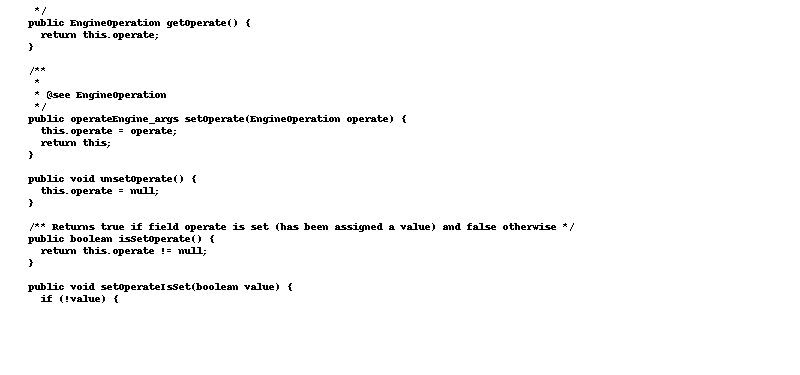 */
public EngineOperation getOperate() {
return this.operate;
}
/**
*
* @see EngineOperation
*/
public operateEngine_args setOperate(EngineOperation operate) {
this.operate = operate;
return this;
}
public void unsetOperate() {
this.operate = null;
}
/** Returns true if field operate is set (has been assigned a value) and false otherwise */
public boolean isSetOperate() {
return this.operate != null;
}
public void setOperateIsSet(boolean value) {
if (!value) {